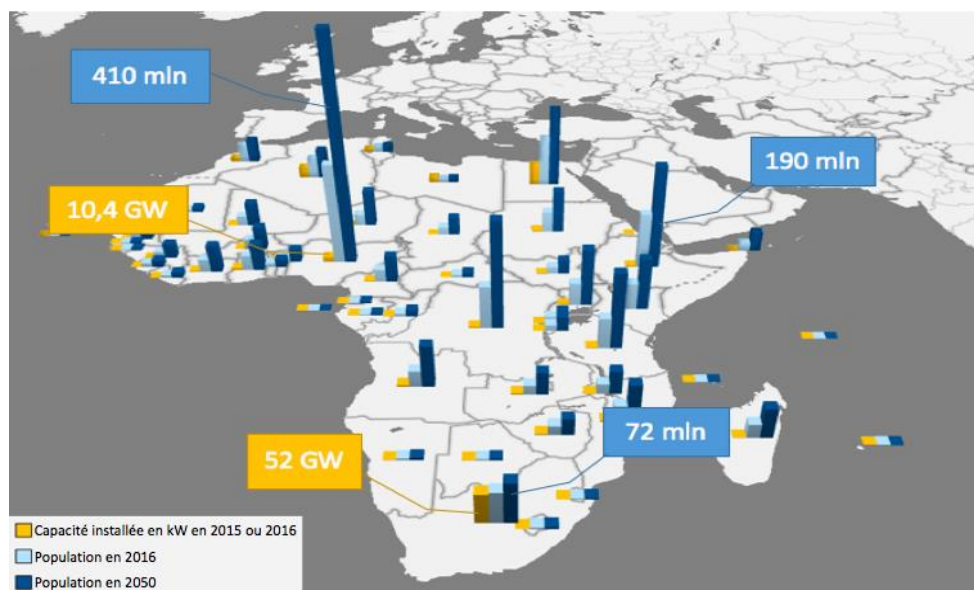 410 mln
190 mln
10,4 GW
72 mln
52 GW
Capacité installée en kW en 2015 ou 2016
Population en 2016
Population en 2050